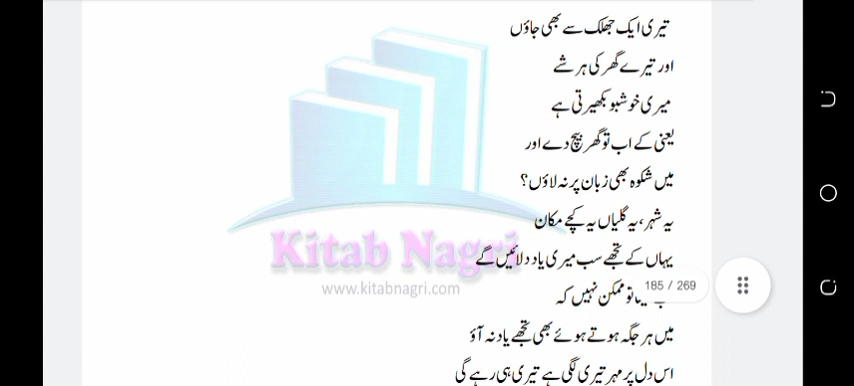 تیری ایک جھلک سے بھی جاؤں
اور تیرے گھر کی ہر شے
میری خوشبو بکھیرتی ہے
یعنی کے اب تو گھر بیچ دے اور
میں شکوہ بھی زبان پر نہ لاؤں؟
یہ شہر، یہ گلیاں یہ کچے مکان
یہاں کے تجھے سب میری یاد دلائیں گے
تو ممکن نہیں کہ
میں ہر جگہ ہوتے ہوئے بھی تجھے یاد نہ آؤ
اس دل پر مہر تیری لگی ہے تیری ہی رہے گی
Kitab Nagri
www.kitabnagri.com
185 / 269